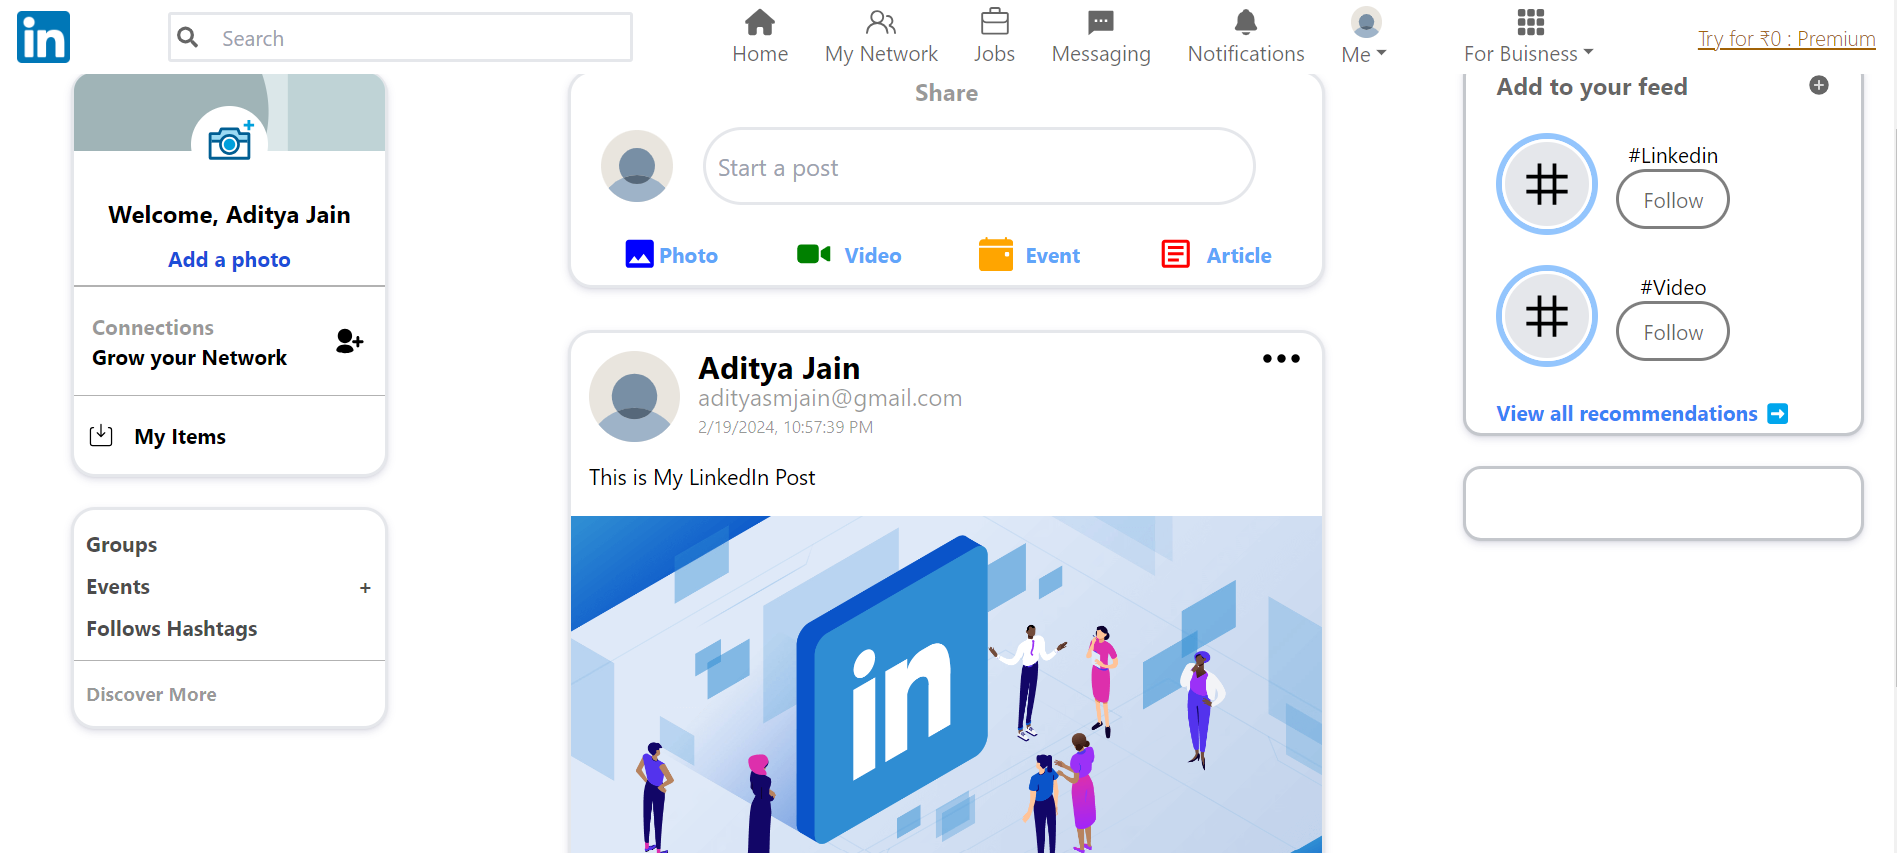 in
Search
Home
My Network
Jobs
Messaging
Notifications
Me
For Buisness
Try for ₹0 : Premium
Welcome, Aditya Jain
Add a photo
Connections
Grow your Network
My Items
Groups
Events +
Follows Hashtags
Discover More
Share
Start a post
Photo
Video
Event
Article
Aditya Jain
adityasmjain@gmail.com
2/19/2024, 10:57:39 PM
This is My LinkedIn Post
in
Add to your feed
#
#Linkedin
Follow
#
#Video
Follow
View all recommendations